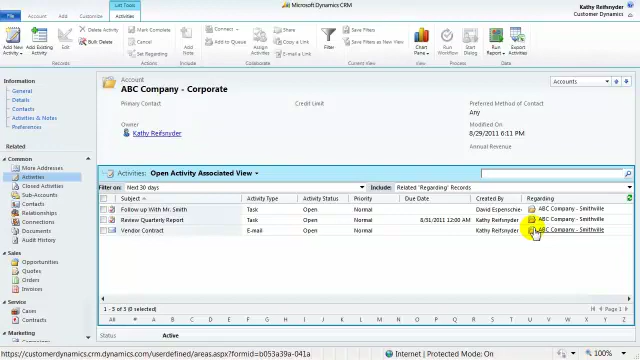 Microsoft Dynamics CRM
List Tools
File
Account
Add
Customize
Activities
Kathy Reifsnyder
Customer Dynamics
Add New Activity
Add Existing Activity
Edit
Activate
Bulk Delete
Records
Mark Complete
Cancel
Set Regarding
Actions
Include
Connect
Add to Queue
Assign Activities
Share
Copy a Link
E-mail a Link
Collaborate
Filter
Save Filters
Save Filters as New View
Current View
Chart Pane
View
Run Workflow
Start Dialog
Process
Run Report
Export Activities
Data
Information
General
Details
Contacts
Activities & Notes
Preferences
Related
Common
More Addresses
Activities
Closed Activities
Sub-Accounts
Contacts
Relationships
Connections
Documents
Audit History
Sales
Opportunities
Quotes
Orders
Invoices
Service
Cases
Contracts
Marketing
Account
Accounts
ABC Company - Corporate
Primary Contact
Credit Limit
Preferred Method of Contact
Any
Owner
Kathy Reifsnyder
Modified On
8/29/2011 6:11 PM
Annual Revenue
Activities: Open Activity Associated View
Filter on: Next 30 days
Include: Related "Regarding" Records
Subject Activity Type Activity Status Priority Due Date Created By Regarding
Follow up With Mr. Smith Task Open Normal David Espenschie ABC Company - Smithville
Review Quarterly Report Task Open Normal 8/31/2011 12:00 AM Kathy Reifsnyder ABC Company - Smithville
Vendor Contract E-mail Open Normal Kathy Reifsnyder ABC Company - Smithville
1 - 3 of 3 (0 selected)
Page 1
All # A B C D E F G H I J K L M N O P Q R S T U V W X Y Z
Status Active
https://customerdynamics.crm.dynamics.com/userdefined/areas.aspx?formid=b053a39a-041a
Internet | Protected Mode: On
100%